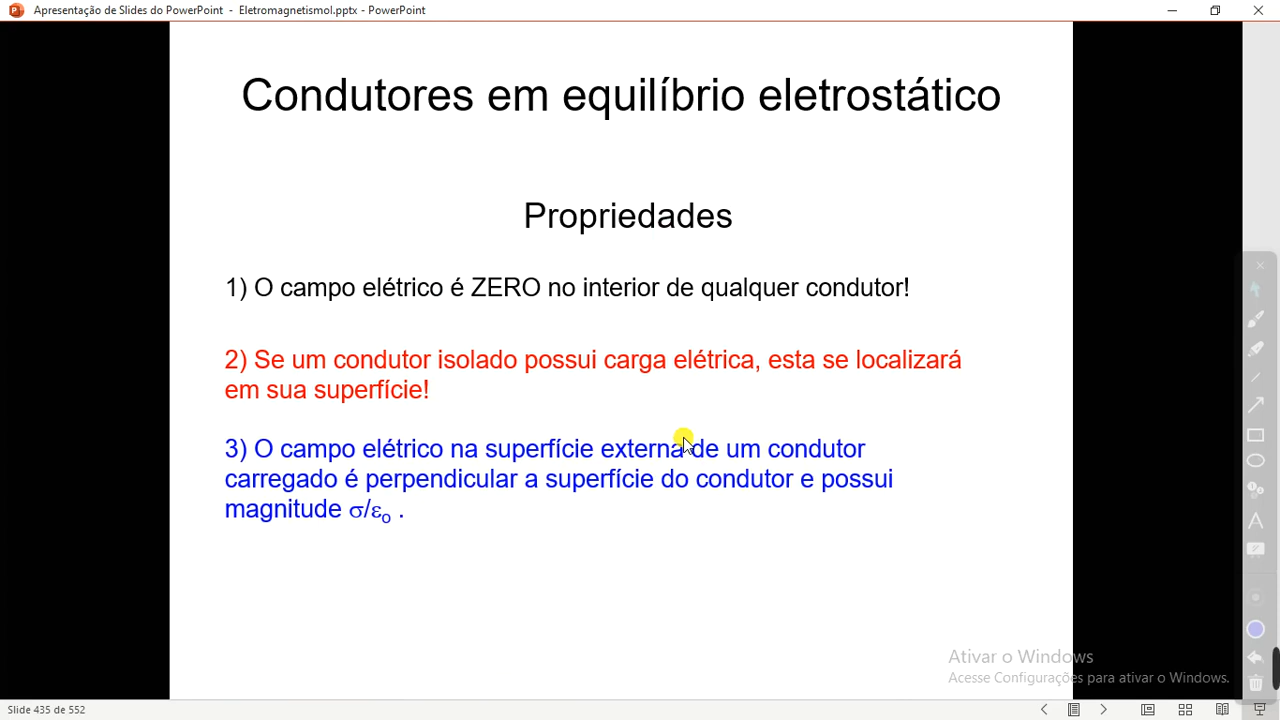 Apresentação de Slides do PowerPoint - Eletromagnetismol.pptx - PowerPoint
Condutores em equilíbrio eletrostático
Propriedades
1) O campo elétrico é ZERO no interior de qualquer condutor!
2) Se um condutor isolado possui carga elétrica, esta se localizará
em sua superfície!
3) O campo elétrico na superfície externa de um condutor
carregado é perpendicular a superfície do condutor e possui
magnitude σ/εo .
Ativar o Windows
Acesse Configurações para ativar o Windows.
Slide 435 de 552